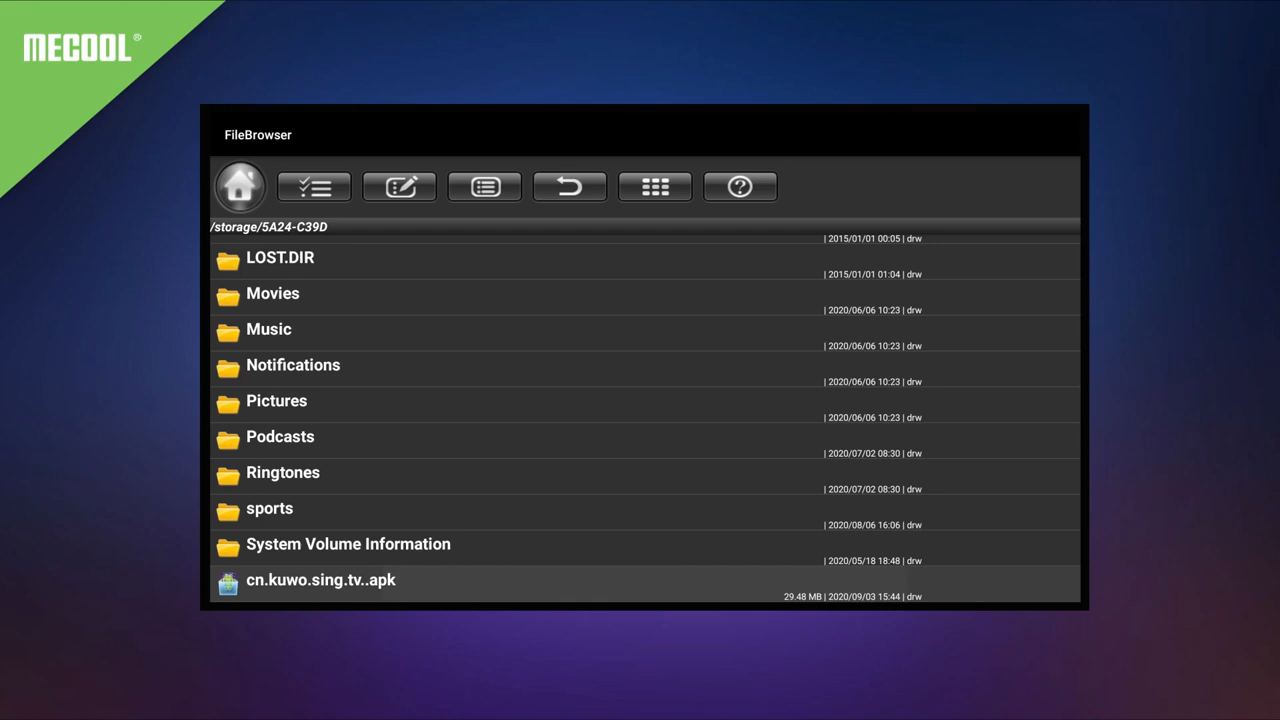 MECOOL®
FileBrowser
/storage/5A24-C39D
| 2015/01/01 00:05 | drw
LOST.DIR
| 2015/01/01 01:04 | drw
Movies
| 2020/06/06 10:23 | drw
Music
| 2020/06/06 10:23 | drw
Notifications
| 2020/06/06 10:23 | drw
Pictures
| 2020/06/06 10:23 | drw
Podcasts
| 2020/07/02 08:30 | drw
Ringtones
| 2020/07/02 08:30 | drw
sports
| 2020/08/06 16:06 | drw
System Volume Information
| 2020/05/18 18:48 | drw
cn.kuwo.sing.tv..apk
29.48 MB | 2020/09/03 15:44 | drw